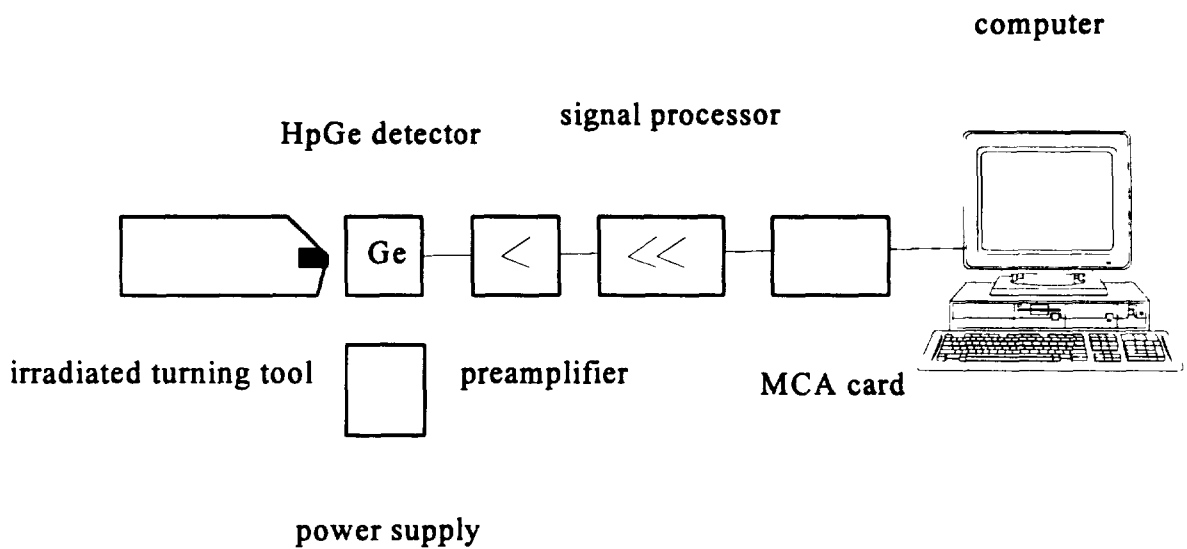 computer
signal processor
HpGe detector
Ge
<
<<
irradiated turning tool
preamplifier
MCA card
power supply